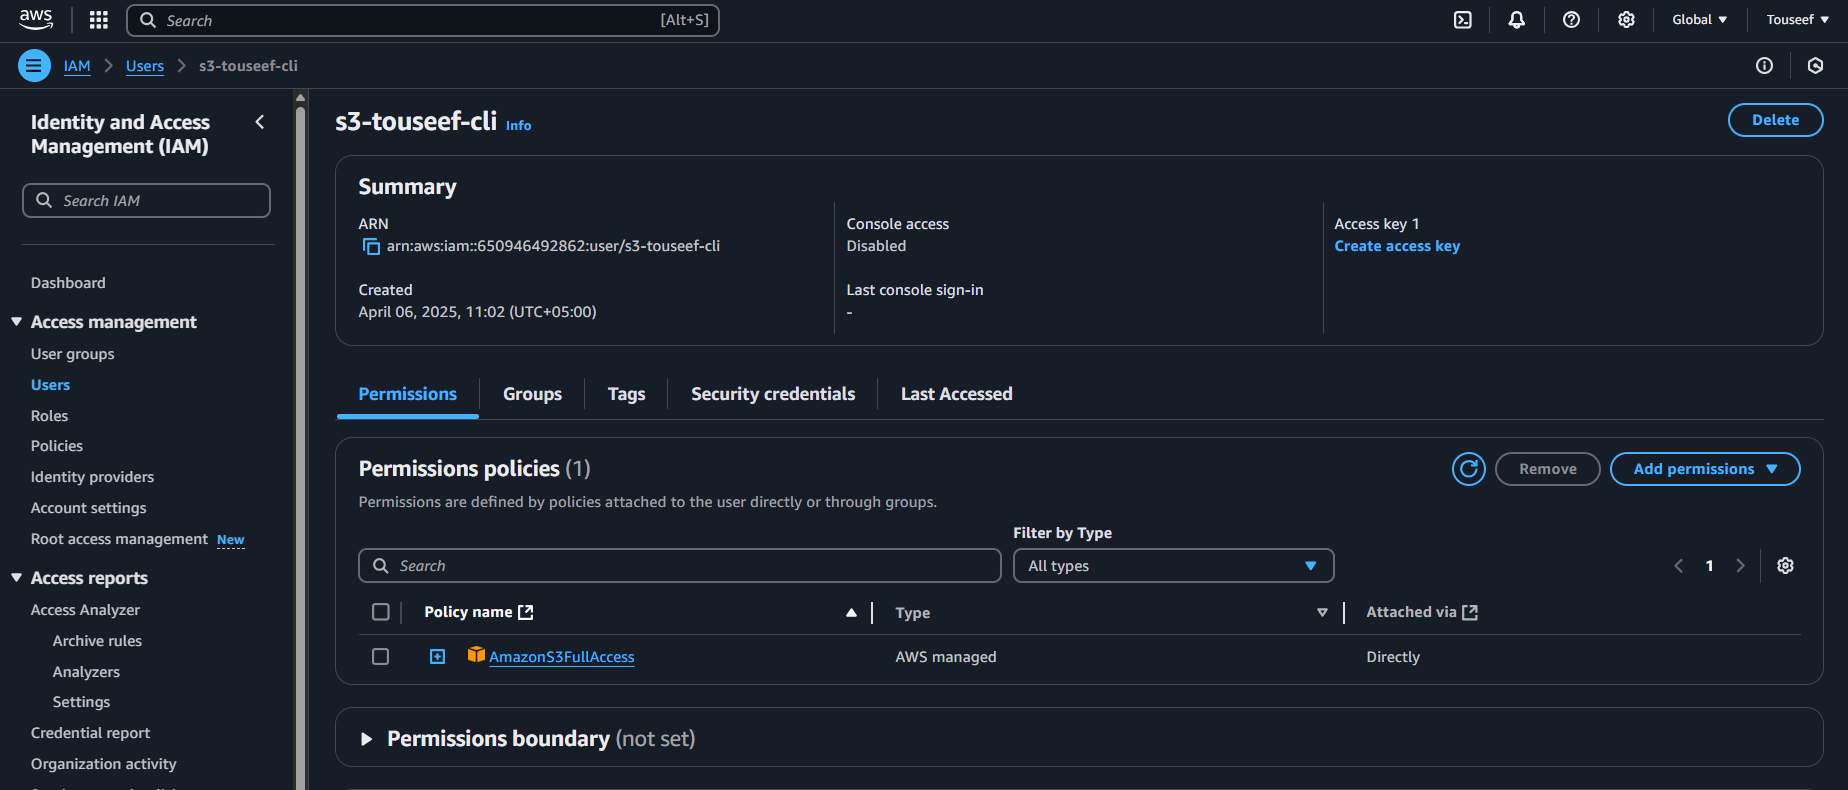 aws
Search [Alt+S]
Global
Touseef
IAM > Users > s3-touseef-cli
Identity and Access
Management (IAM)
Search IAM
Dashboard
Access management
User groups
Users
Roles
Policies
Identity providers
Account settings
Root access management New
Access reports
Access Analyzer
Archive rules
Analyzers
Settings
Credential report
Organization activity
s3-touseef-cli Info
Delete
Summary
ARN
arn:aws:iam::650946492862:user/s3-touseef-cli
Created
April 06, 2025, 11:02 (UTC+05:00)
Console access
Disabled
Last console sign-in
-
Access key 1
Create access key
Permissions
Groups
Tags
Security credentials
Last Accessed
Permissions policies (1)
Remove
Add permissions
Permissions are defined by policies attached to the user directly or through groups.
Filter by Type
Search
All types
1
Policy name
Type
Attached via
AmazonS3FullAccess
AWS managed
Directly
Permissions boundary (not set)